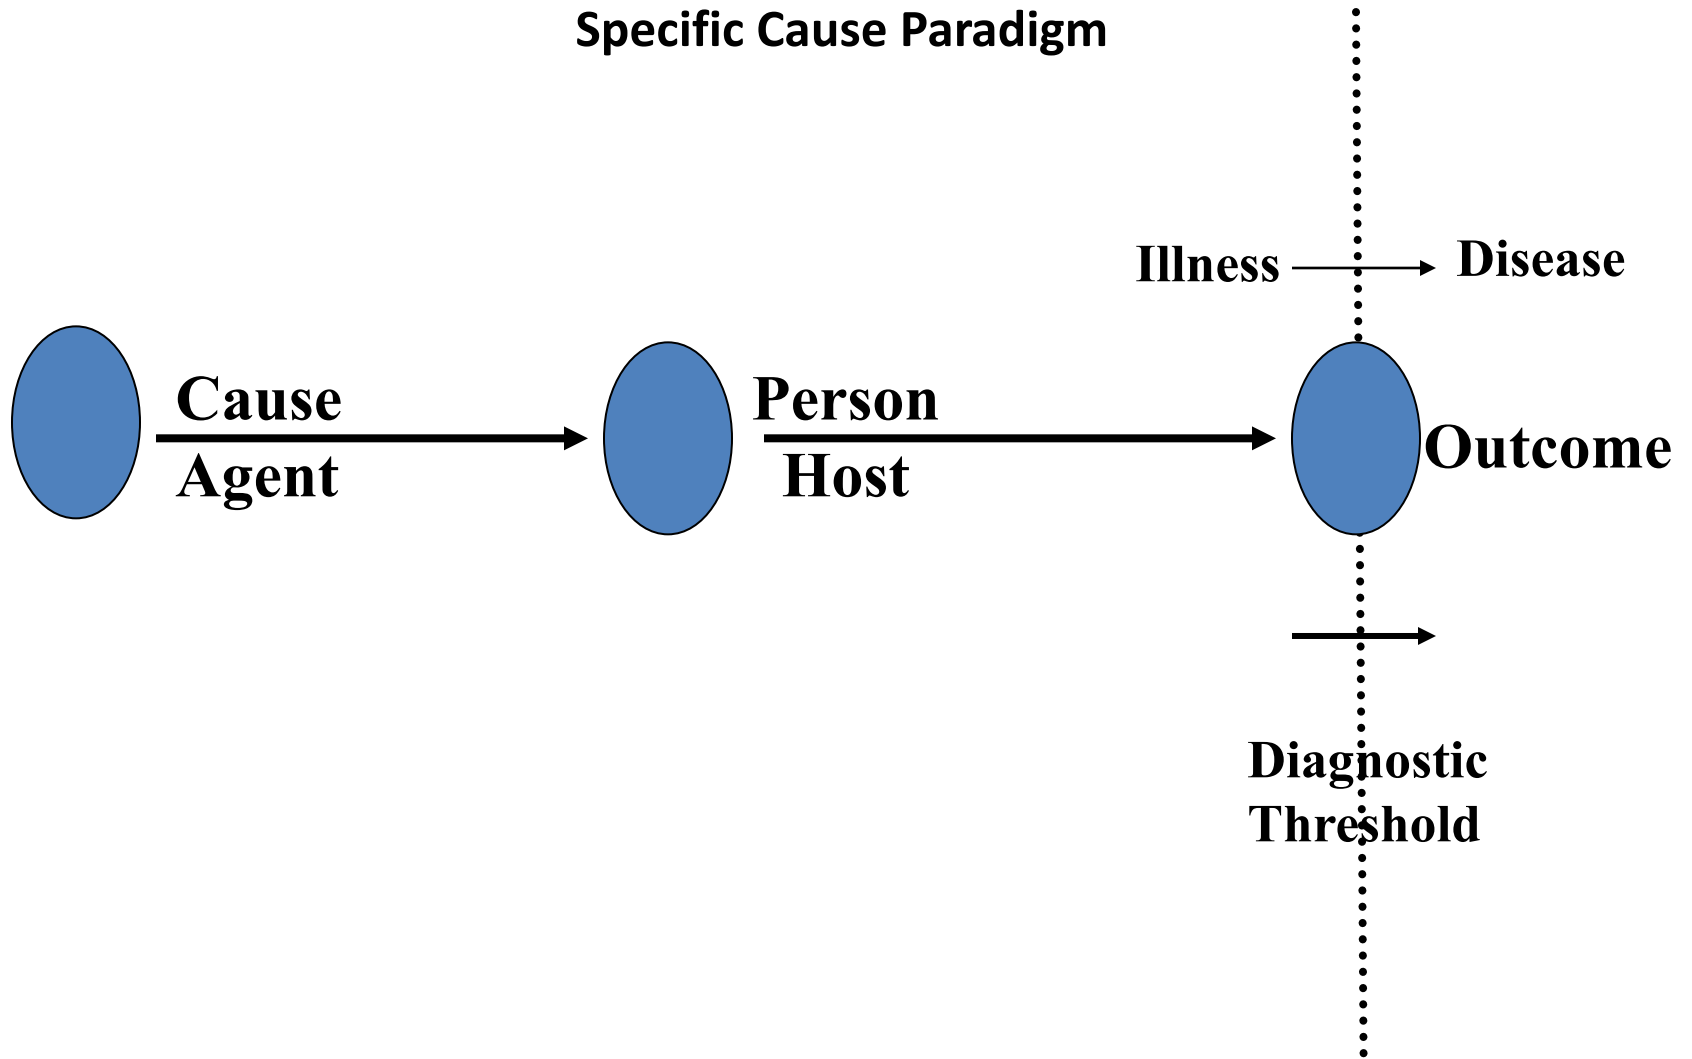 Specific Cause Paradigm
Illness
Disease
Cause
Agent
Person
Host
Outcome
Diagnostic
Threshold